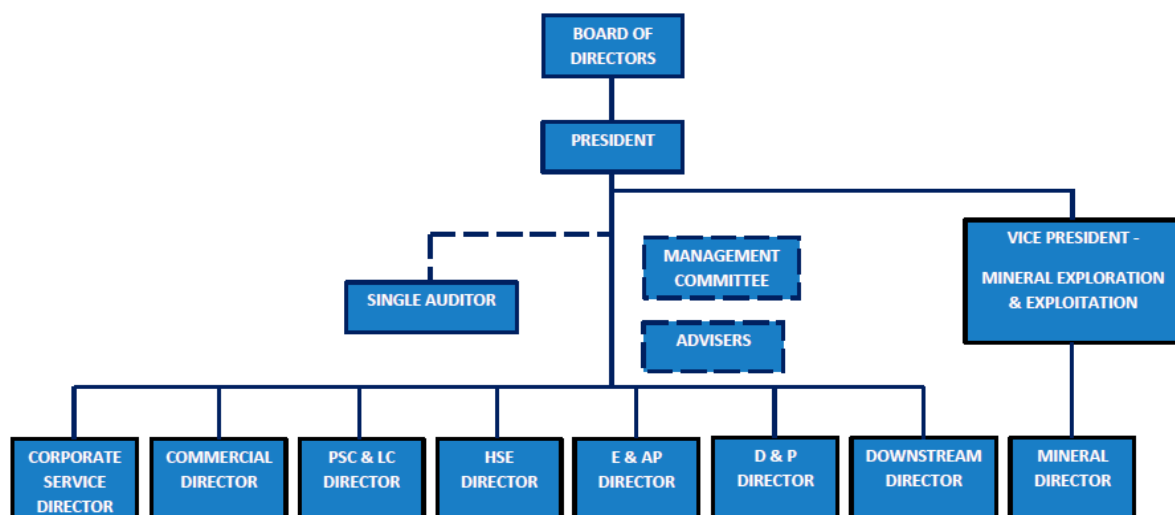 BOARD OF
DIRECTORS
PRESIDENT
VICE PRESIDENT -
MINERAL EXPLORATION
& EXPLOITATION
MANAGEMENT
COMMITTEE
SINGLE AUDITOR
ADVISERS
CORPORATE
SERVICE
DIRECTOR
COMMERCIAL
DIRECTOR
PSC & LC
DIRECTOR
HSE
DIRECTOR
E & AP
DIRECTOR
D & P
DIRECTOR
DOWNSTREAM
DIRECTOR
MINERAL
DIRECTOR